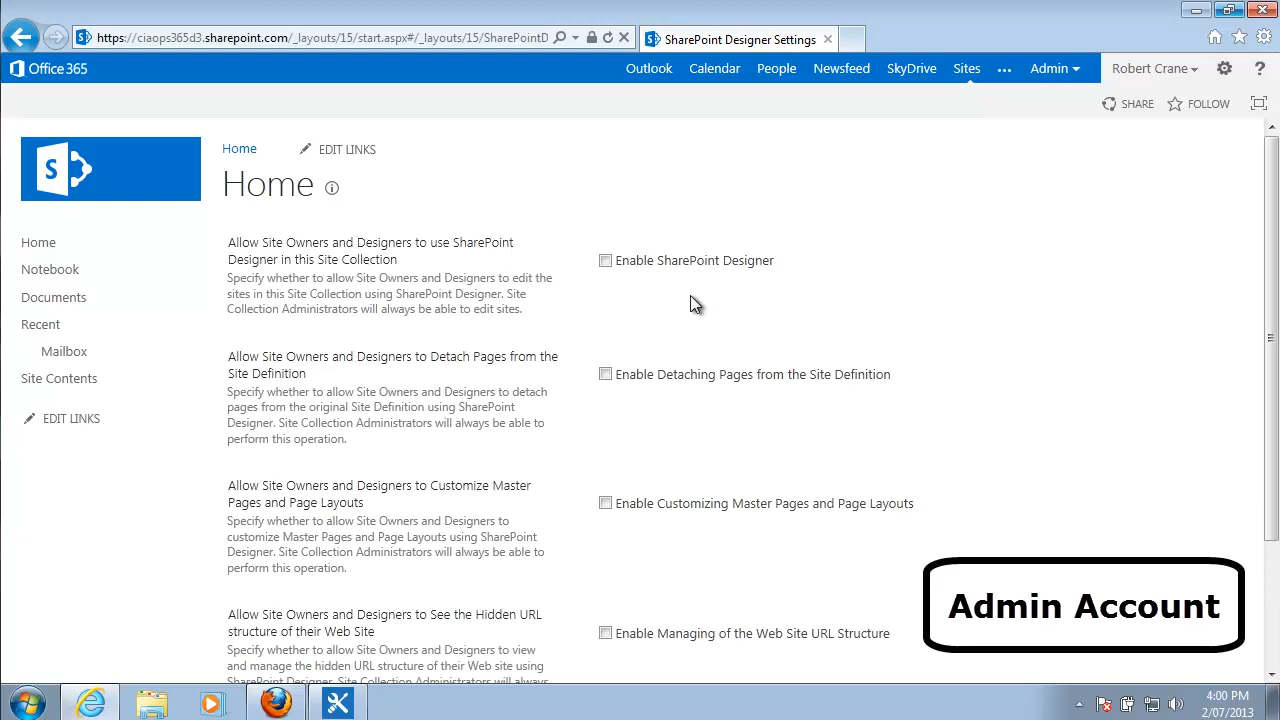 https://ciaops365d3.sharepoint.com/_layouts/15/start.aspx#/_layouts/15/SharePointD
SharePoint Designer Settings
Office 365
Outlook Calendar People Newsfeed SkyDrive Sites ... Admin Robert Crane ?
SHARE FOLLOW
S
Home EDIT LINKS
Home
Home
Notebook
Documents
Recent
Mailbox
Site Contents
EDIT LINKS
Allow Site Owners and Designers to use SharePoint
Designer in this Site Collection
Specify whether to allow Site Owners and Designers to edit the
sites in this Site Collection using SharePoint Designer. Site
Collection Administrators will always be able to edit sites.
Enable SharePoint Designer
Allow Site Owners and Designers to Detach Pages from the
Site Definition
Specify whether to allow Site Owners and Designers to detach
pages from the original Site Definition using SharePoint
Designer. Site Collection Administrators will always be able to
perform this operation.
Enable Detaching Pages from the Site Definition
Allow Site Owners and Designers to Customize Master
Pages and Page Layouts
Specify whether to allow Site Owners and Designers to
customize Master Pages and Page Layouts using SharePoint
Designer. Site Collection Administrators will always be able to
perform this operation.
Enable Customizing Master Pages and Page Layouts
Allow Site Owners and Designers to See the Hidden URL
structure of their Web Site
Specify whether to allow Site Owners and Designers to view
and manage the hidden URL structure of their Web site using
SharePoint Designer. Site Collection Administrators will always
Enable Managing of the Web Site URL Structure
Admin Account
4:00 PM
2/07/2013